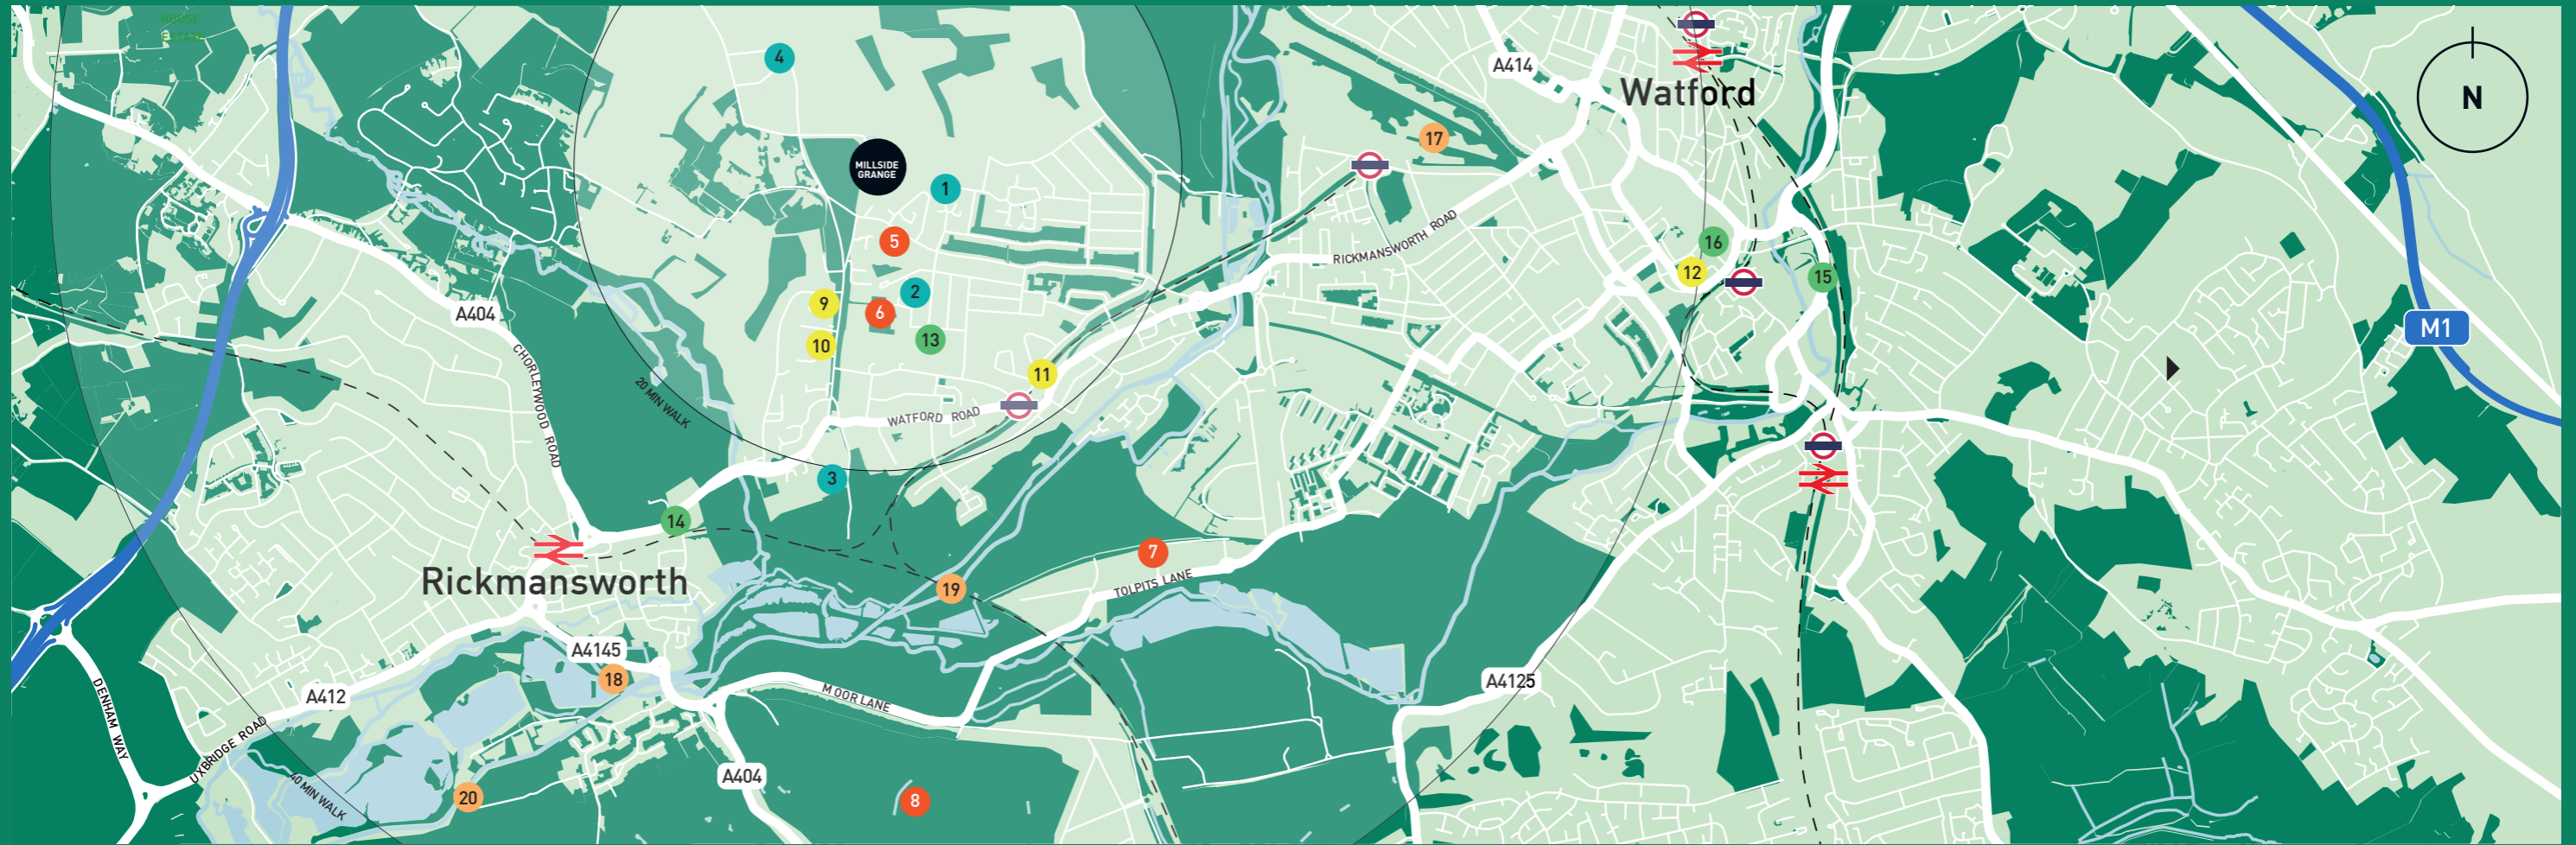 HOUSE
ESTATE
4
A414
Watford
N
17
MILLSIDE
GRANGE
1
5
RICKMANSWORTH ROAD
16
12
15
2
9
6
A404
M1
13
10
CHORLEYWOOD ROAD
11
20 MIN WALK
WATFORD ROAD
3
14
7
Rickmansworth
TOLPITS LANE
19
A4145
18
A4125
A412
MOOR LANE
DENHAM WAY
UXBRIDGE ROAD
A404
40 MIN WALK
20
8